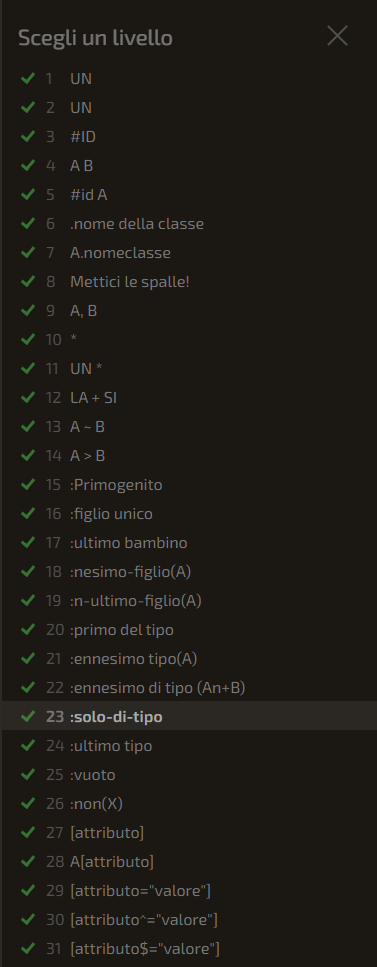 Scegli un livello
1 UN
2 UN
3 #ID
4 A B
5 #id A
6 .nome della classe
7 A.nomeclasse
8 Mettici le spalle!
9 A, B
10 *
11 UN *
12 LA + SI
13 A ~ B
14 A > B
15 :Primogenito
16 :figlio unico
17 :ultimo bambino
18 :nesimo-figlio(A)
19 :n-ultimo-figlio(A)
20 :primo del tipo
21 :ennesimo tipo(A)
22 :ennesimo di tipo (An+B)
23 :solo-di-tipo
24 :ultimo tipo
25 :vuoto
26 :non(X)
27 [attributo]
28 A[attributo]
29 [attributo="valore"]
30 [attributo^="valore"]
31 [attributo$="valore"]